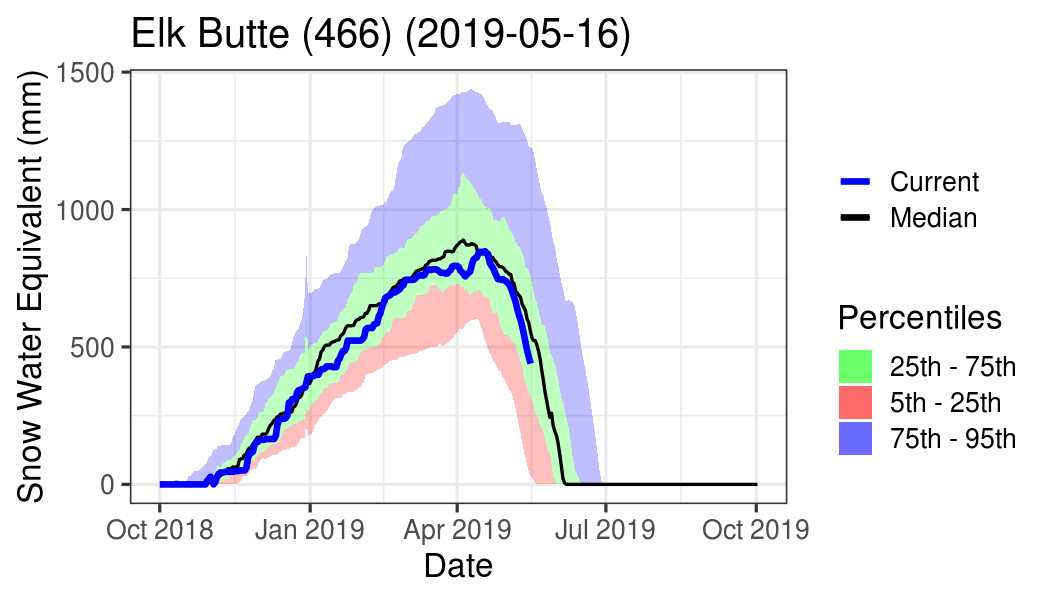 Elk Butte (466) (2019-05-16)
Snow Water Equivalent (mm)
1500
1000
500
0
Oct 2018
Jan 2019
Apr 2019
Jul 2019
Oct 2019
Date
Current
Median
Percentiles
25th - 75th
5th - 25th
75th - 95th